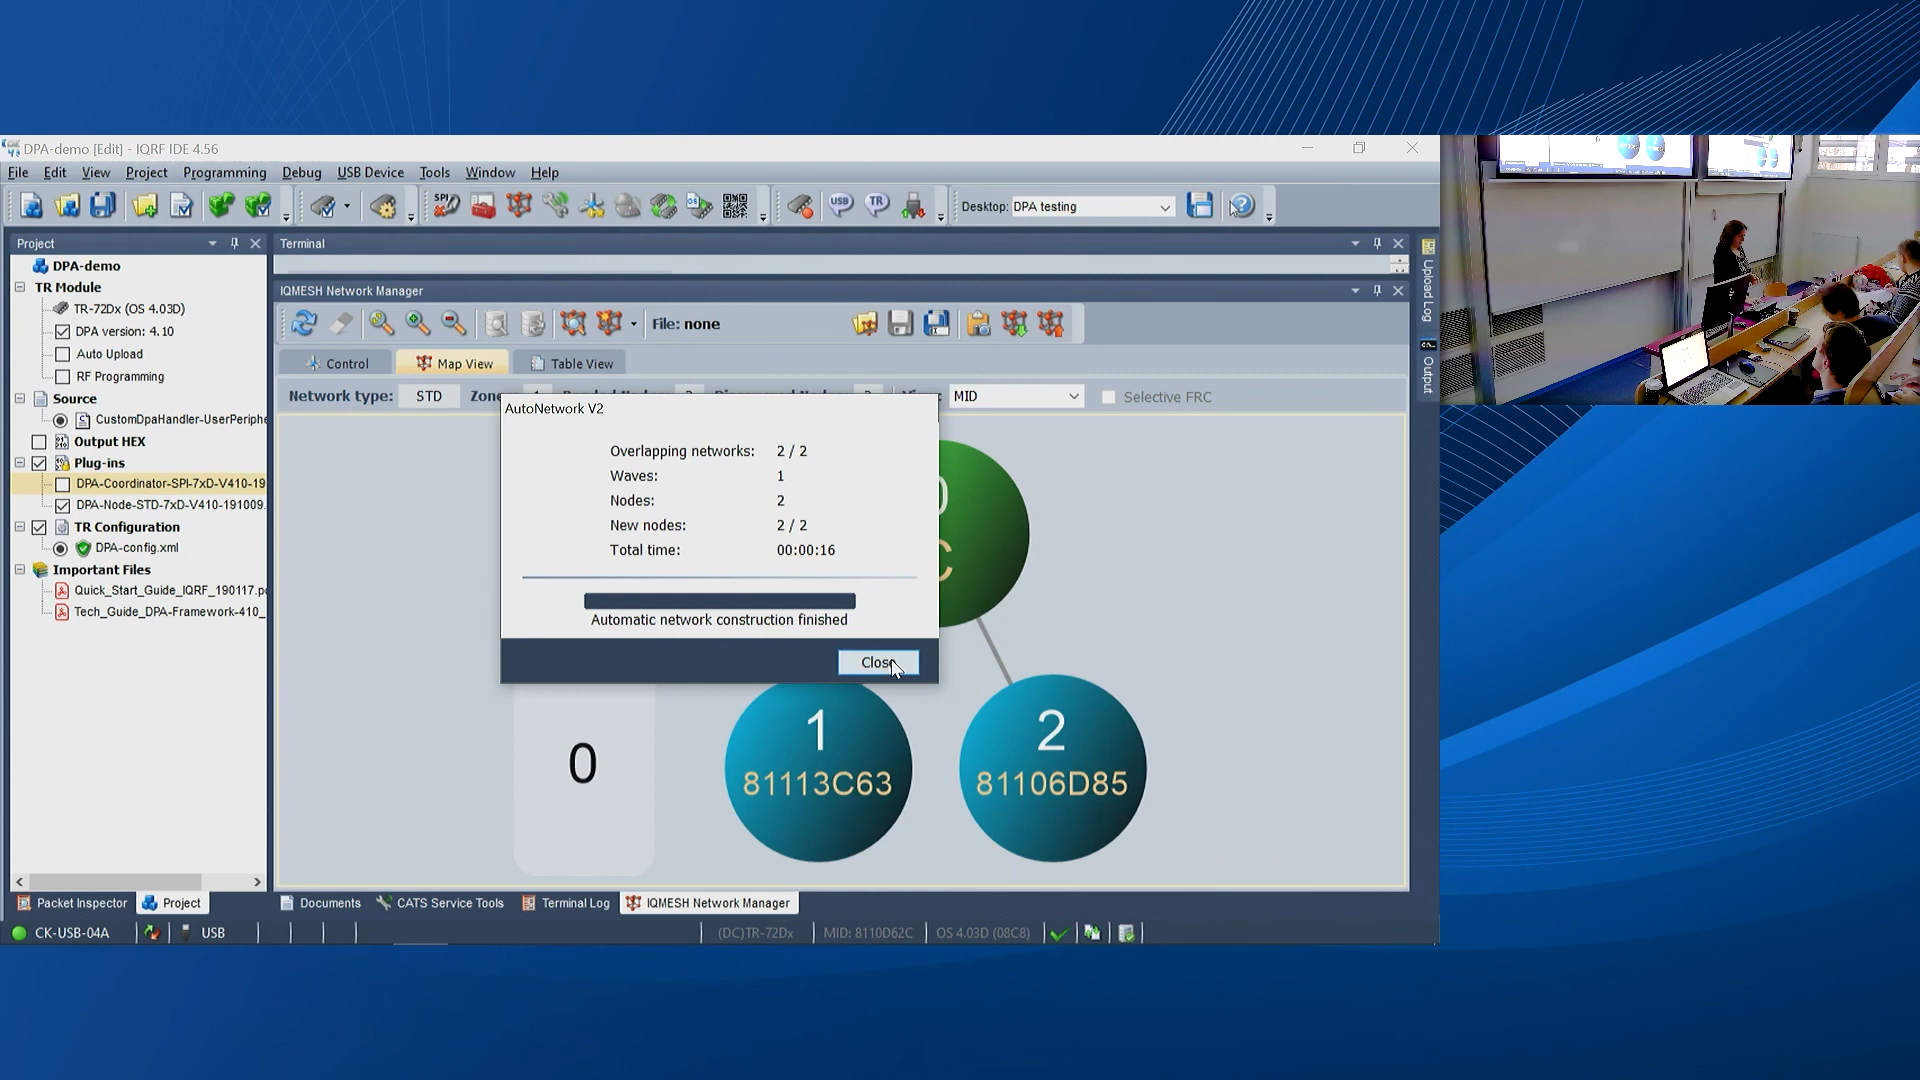 DPA-demo [Edit] - IQRF IDE 4.56
File Edit View Project Programming Debug USB Device Tools Window Help
SPI
USB
TR
Desktop: DPA testing
Project
DPA-demo
TR Module
TR-72Dx (OS 4.03D)
DPA version: 4.10
Auto Upload
RF Programming
Source
CustomDpaHandler-UserPeriphe
Output HEX
Plug-ins
DPA-Coordinator-SPI-7xD-V410-19
DPA-Node-STD-7xD-V410-191009.
TR Configuration
DPA-config.xml
Important Files
Quick_Start_Guide_IQRF_190117.p
Tech_Guide_DPA-Framework-410_
Terminal
IQMESH Network Manager
File: none
Control
Map View
Table View
Network type: STD
MID
Selective FRC
AutoNetwork V2
Overlapping networks: 2 / 2
Waves: 1
Nodes: 2
New nodes: 2 / 2
Total time: 00:00:16
Automatic network construction finished
Close
0
1
81113C63
2
81106D85
Upload Log
Output
Packet Inspector
Project
Documents
CATS Service Tools
Terminal Log
IQMESH Network Manager
CK-USB-04A
USB
(DC)TR-72Dx
MID: 8110D62C
OS 4.03D (08C8)